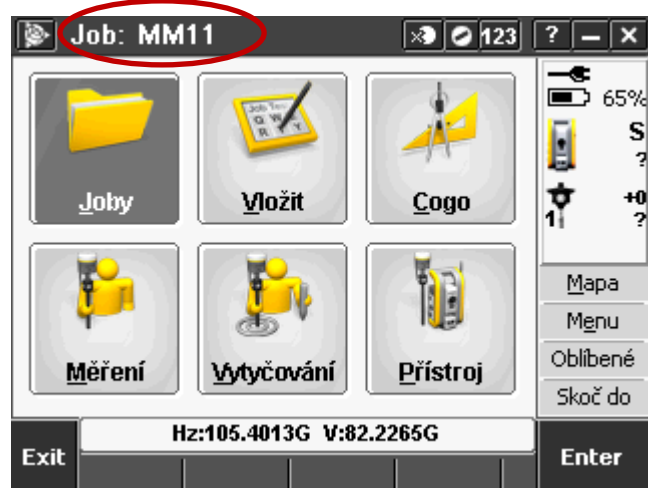 Job: MM11 123 ? – ×
65%
S
?
+0
1 ?
Joby Vložit Cogo
Měření Vytyčování Přístroj
Mapa
Menu
Oblíbené
Skoč do
Hz:105.4013G V:82.2265G
Exit Enter